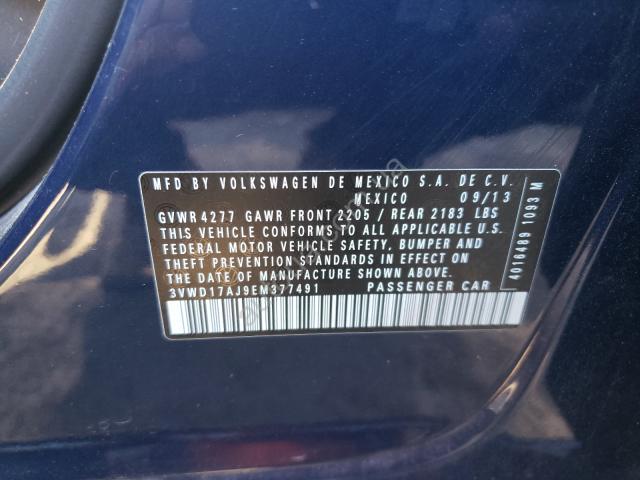 MFD BY VOLKSWAGEN DE MEXICO S.A. DE C.V.
MEXICO 09/13
GVWR 4277 GAWR FRONT 2205 / REAR 2183 LBS
THIS VEHICLE CONFORMS TO ALL APPLICABLE U.S.
FEDERAL MOTOR VEHICLE SAFETY, BUMPER AND
THEFT PREVENTION STANDARDS IN EFFECT ON
THE DATE OF MANUFACTURE SHOWN ABOVE.
3VWD17AJ9EM377491 PASSENGER CAR
4016489 1093 M